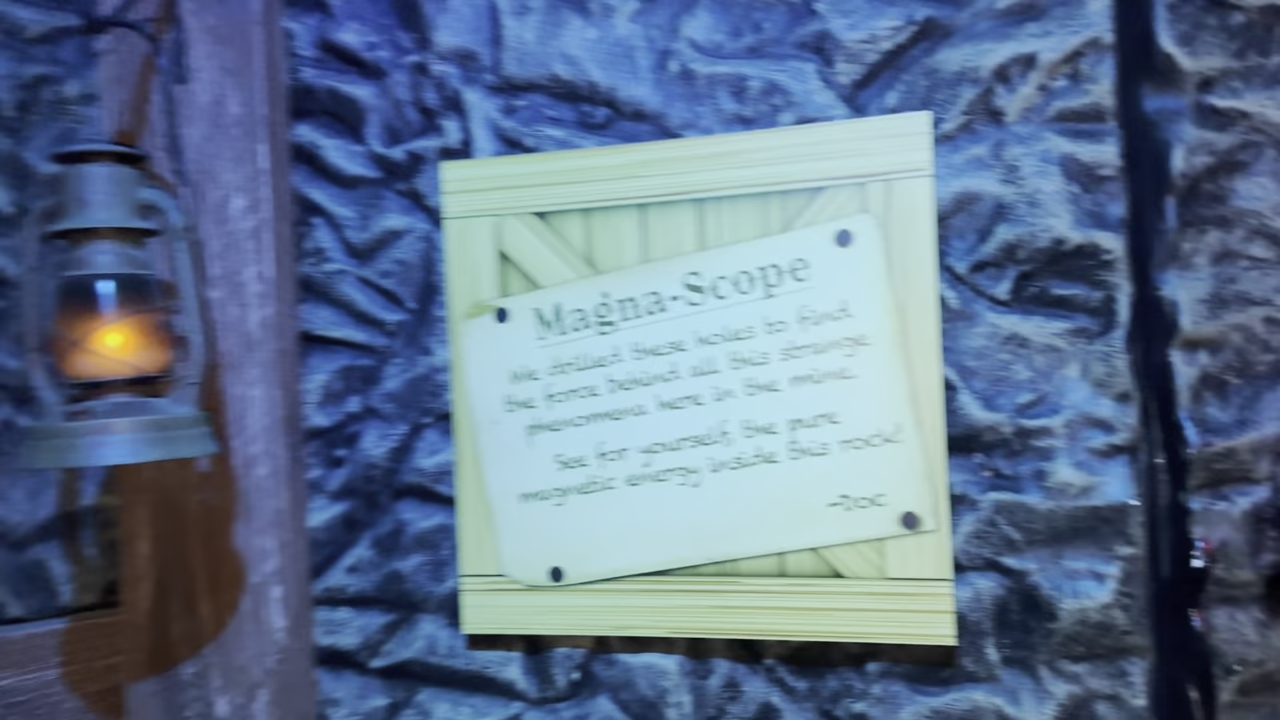 Magna-Scope
We drilled these holes to find
the force behind all this strange
phenomena here in the mine.
See for yourself, the pure
magnetic energy inside this rock!
-Doc